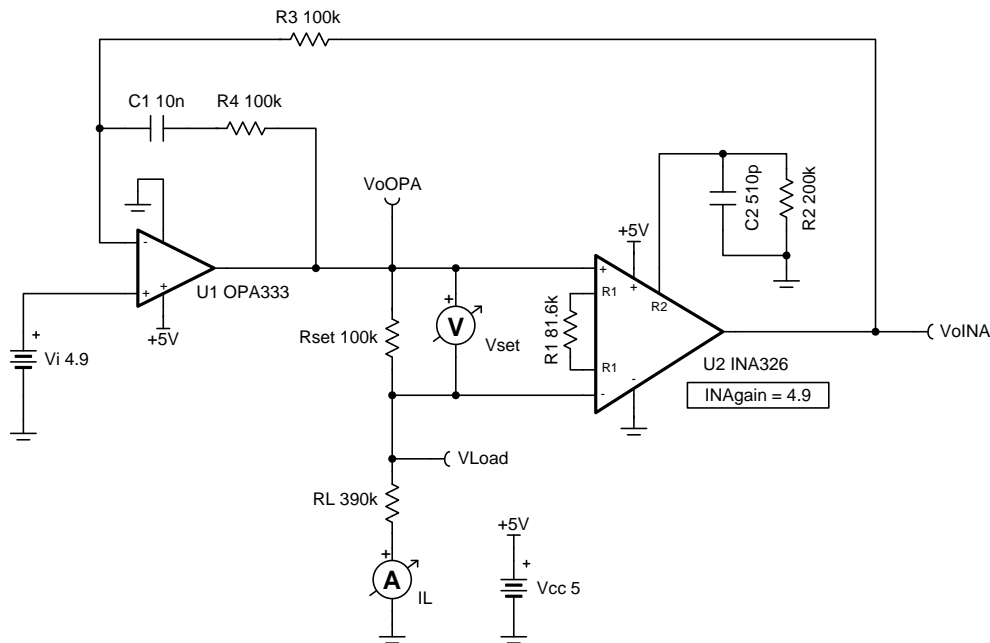 R3 100k
C1 10n
R4 100k
VoOPA
C2 510p
R2 200k
+5V
-
+
+
U1 OPA333
+5V
+
Vi 4.9
Rset 100k
+
V
Vset
+
R1
R1 81.6k
R1
-
+
R2
-
U2 INA326
INAgain = 4.9
VoINA
VLoad
RL 390k
+
A
IL
+5V
+
Vcc 5